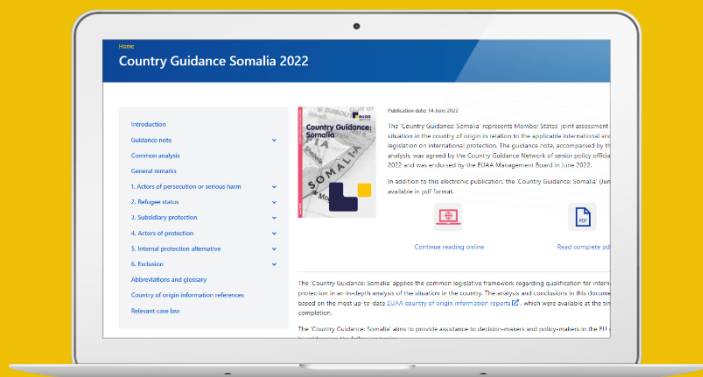 Home
Country Guidance Somalia 2022
Introduction
Guidance note
Common analysis
General remarks
1. Actors of persecution or serious harm
2. Refugee status
3. Subsidiary protection
4. Actors of protection
5. Internal protection alternative
6. Exclusion
Abbreviations and glossary
Country of origin information references
Relevant case law
Country Guidance:
Somalia
SOMALIA
Publication date: 14 June 2022
The 'Country Guidance: Somalia' represents Member States' joint assessment
situation in the country of origin in relation to the applicable international and
legislation on international protection. The guidance note, accompanied by th
analysis, was agreed by the Country Guidance Network of senior policy officia
2022 and was endorsed by the EUAA Management Board in June 2022.
In addition to this electronic publication, the 'Country Guidance: Somalia' (Jun
available in pdf format.
PDF
Continue reading online
Read complete pd
The 'Country Guidance: Somalia' applies the common legislative framework regarding qualification for intern
protection in an in-depth analysis of the situation in the country. The analysis and conclusions in this docume
based on the most up-to-date EUAA country of origin information reports, which were available at the tim
completion.
The 'Country Guidance: Somalia' aims to provide assistance to decision-makers and policy-makers in the EU